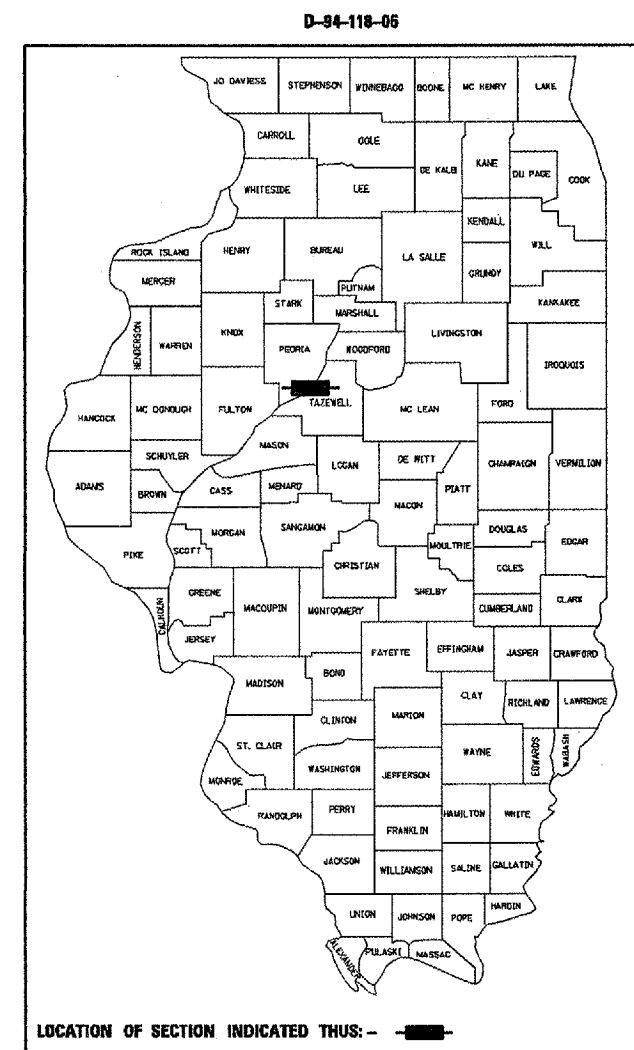 D-94-118-06
JO DAVIESS STEPHENSON WINNEBAGO BOONE MC HENRY LAKE
CARROLL OGLE DE KALB KANE DU PAGE COOK
WHITESIDE LEE
KENDALL WILL
ROCK ISLAND HENRY BUREAU LA SALLE GRUNDY
MERCER PUTNAM KANKAKEE
STARK MARSHALL
HENDERSON WARREN KNOX PEORIA WOODFORD LIVINGSTON IROQUOIS
HANCOCK MC DONOUGH FULTON TAZEWELL MC LEAN FORD
MASON
SCHUYLER LOGAN DE WITT CHAMPAIGN VERMILION
ADAMS BROWN CASS MENARD PIATT
MACON
PIKE SCOTT MORGAN SANGAMON MOULTRIE DOUGLAS EDGAR
CHRISTIAN COLES
CALHOUN GREENE MACOUPIN MONTGOMERY SHELBY CUMBERLAND CLARK
JERSEY
FAYETTE EFFINGHAM JASPER CRAWFORD
MADISON BOND
CLAY RICHLAND LAWRENCE
CLINTON MARION
ST. CLAIR WAYNE EDWARDS WABASH
WASHINGTON JEFFERSON
MONROE
RANDOLPH PERRY HAMILTON WHITE
FRANKLIN
JACKSON WILLIAMSON SALINE GALLATIN
HARDIN
UNION JOHNSON POPE
ALEXANDER PULASKI MASSAC
LOCATION OF SECTION INDICATED THUS: -